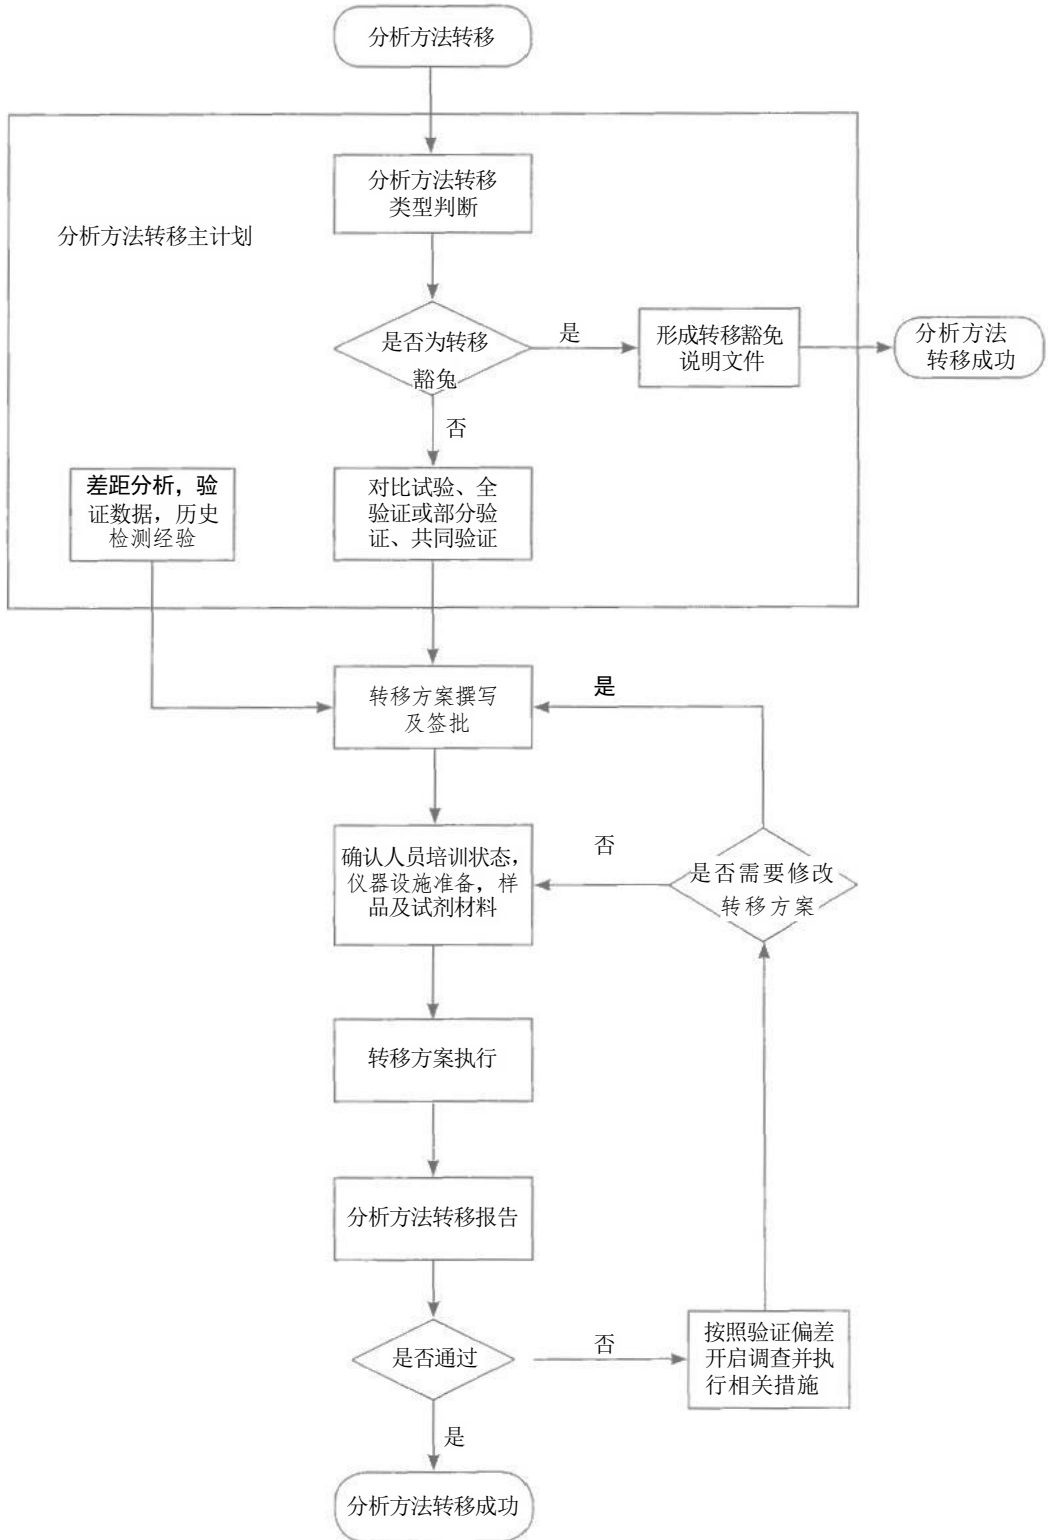 分析方法转移
分析方法转移
类型判断
分析方法转移主计划
是否为转移
豁兔
是
形成转移豁免
说明文件
分析方法
转移成功
否
差距分析，验
证数据，历史
检测经验
对比试验、全
验证或部分验
证、共同验证
转移方案撰写
及签批
是
确认人员培训状态，
仪器设施准备，样
品及试剂材料
否
是否需要修改
转移方案
转移方案执行
分析方法转移报告
是否通过
否
按照验证偏差
开启调查并执
行相关措施
是
分析方法转移成功